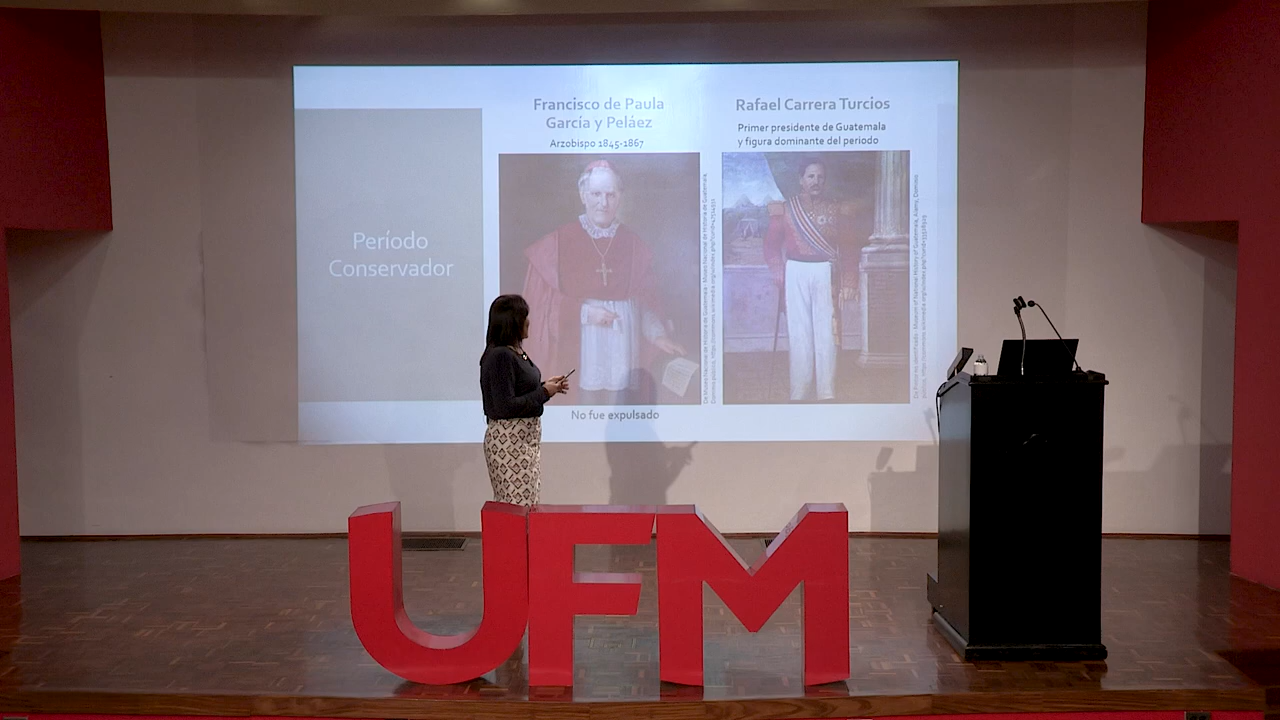 Período
Conservador
Francisco de Paula
García y Peláez
Arzobispo 1845-1867
No fue expulsado
Rafael Carrera Turcios
Primer presidente de Guatemala
y figura dominante del periodo
UFM